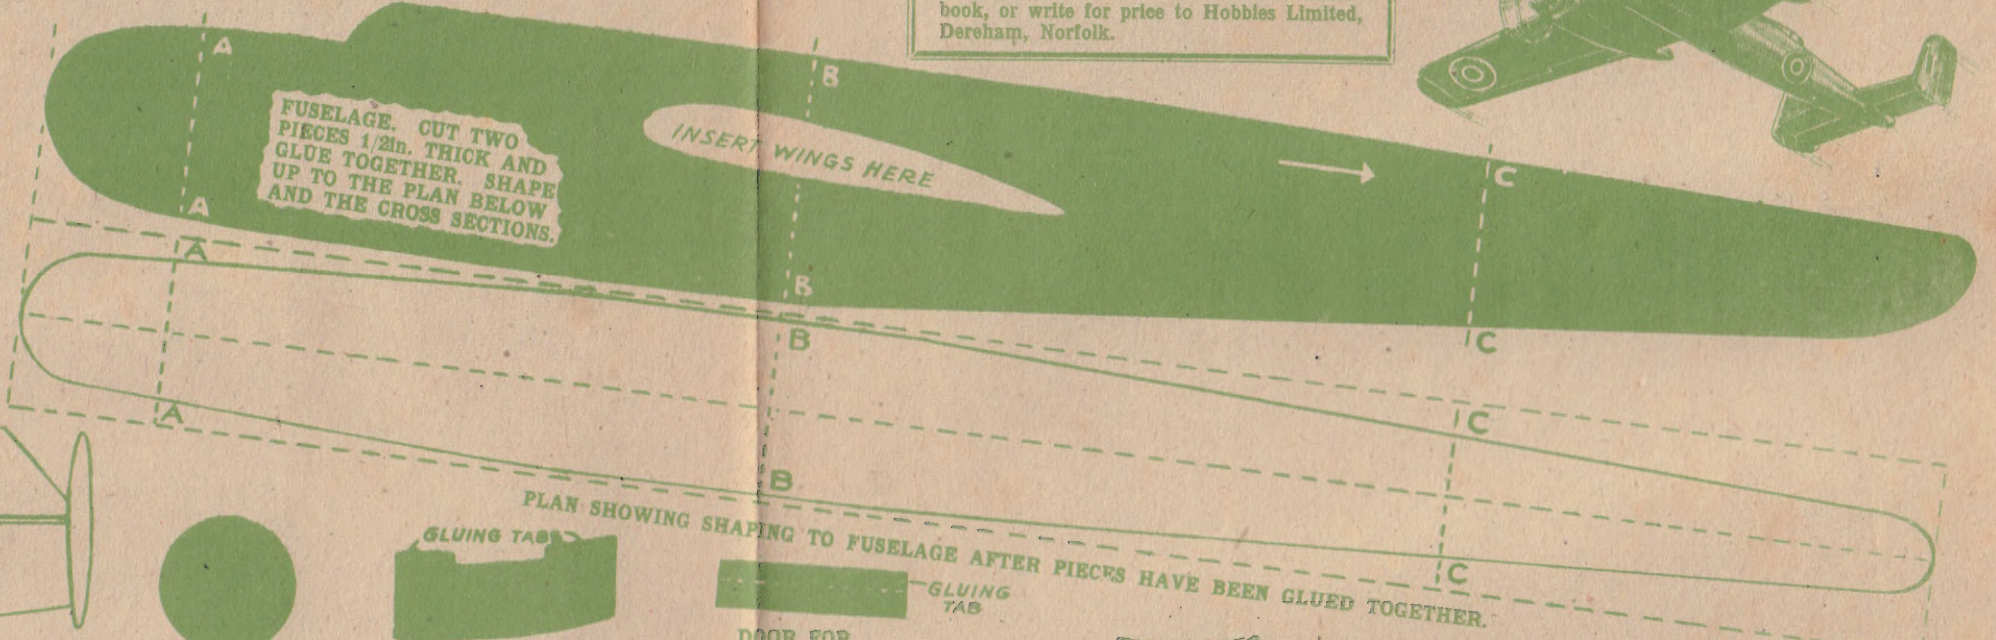 book, or write for price to Hobbies Limited,
Dereham, Norfolk.
A
B
FUSELAGE. CUT TWO
PIECES 1/2in. THICK AND
GLUE TOGETHER. SHAPE
UP TO THE PLAN BELOW
AND THE CROSS SECTIONS.
INSERT WINGS HERE
C
A
B
C
A
B
C
A
B
C
PLAN SHOWING SHAPING TO FUSELAGE AFTER PIECES HAVE BEEN GLUED TOGETHER.
GLUING TABS
GLUING
TAB
DOOR FOR